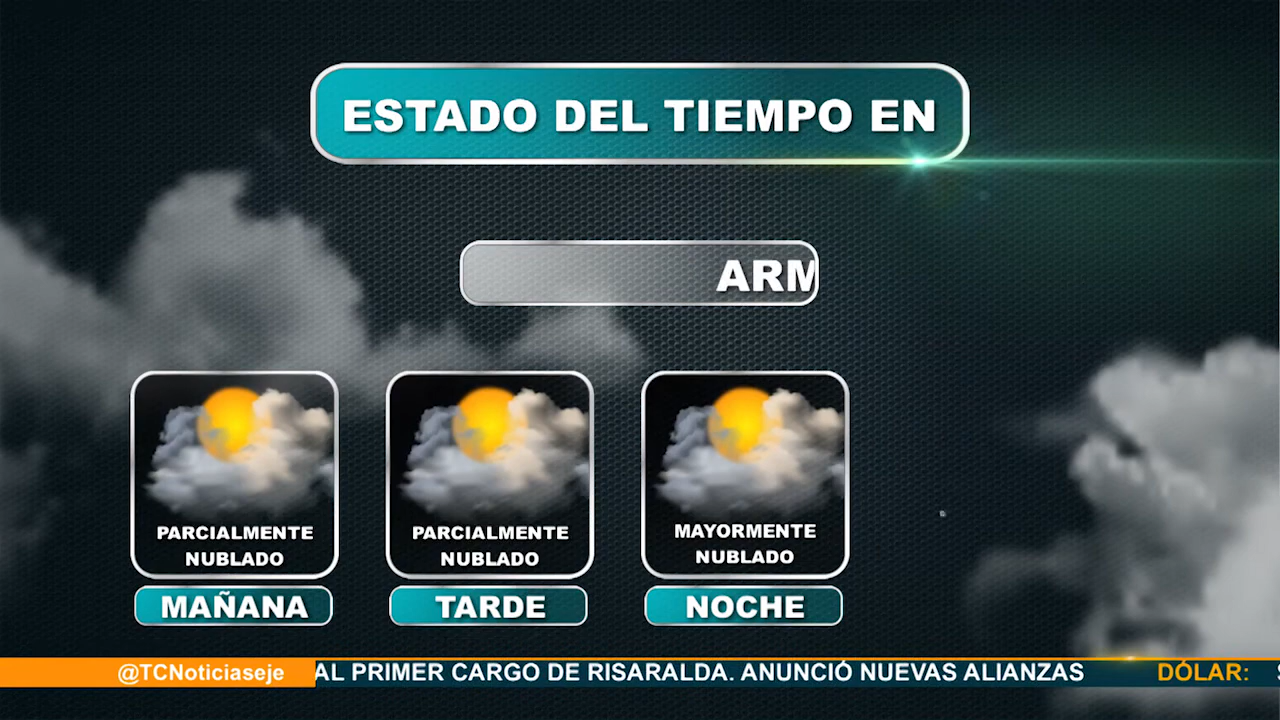 ESTADO DEL TIEMPO EN
ARM
PARCIALMENTE
NUBLADO
MAÑANA
PARCIALMENTE
NUBLADO
TARDE
MAYORMENTE
NUBLADO
NOCHE
@TCNoticiaseje AL PRIMER CARGO DE RISARALDA. ANUNCIÓ NUEVAS ALIANZAS DÓLAR: